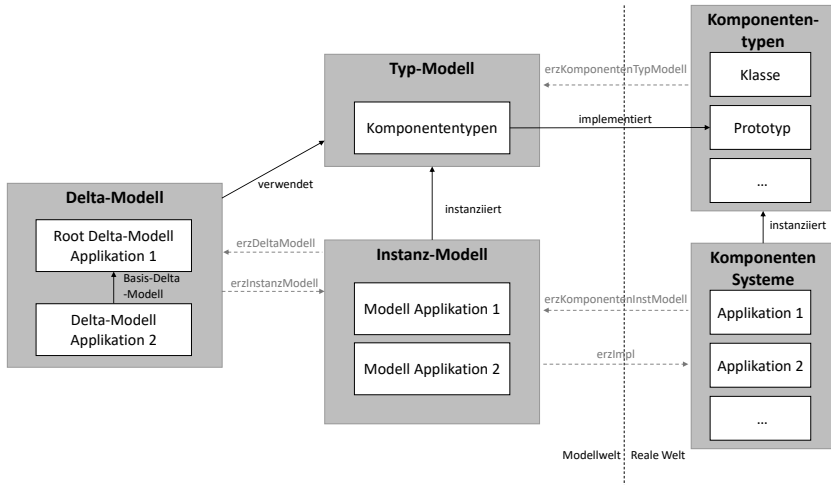 Komponenten-
typen
Klasse
Prototyp
...
Typ-Modell
Komponententypen
erzKomponentenTypModell
implementiert
verwendet
instanziiert
instanziiert
Delta-Modell
Root Delta-Modell
Applikation 1
Basis-Delta
-Modell
Delta-Modell
Applikation 2
erzDeltaModell
erzInstanzModell
Instanz-Modell
Modell Applikation 1
Modell Applikation 2
erzKomponentenInstModell
erzImpl
Komponenten
Systeme
Applikation 1
Applikation 2
...
Modellwelt
Reale Welt